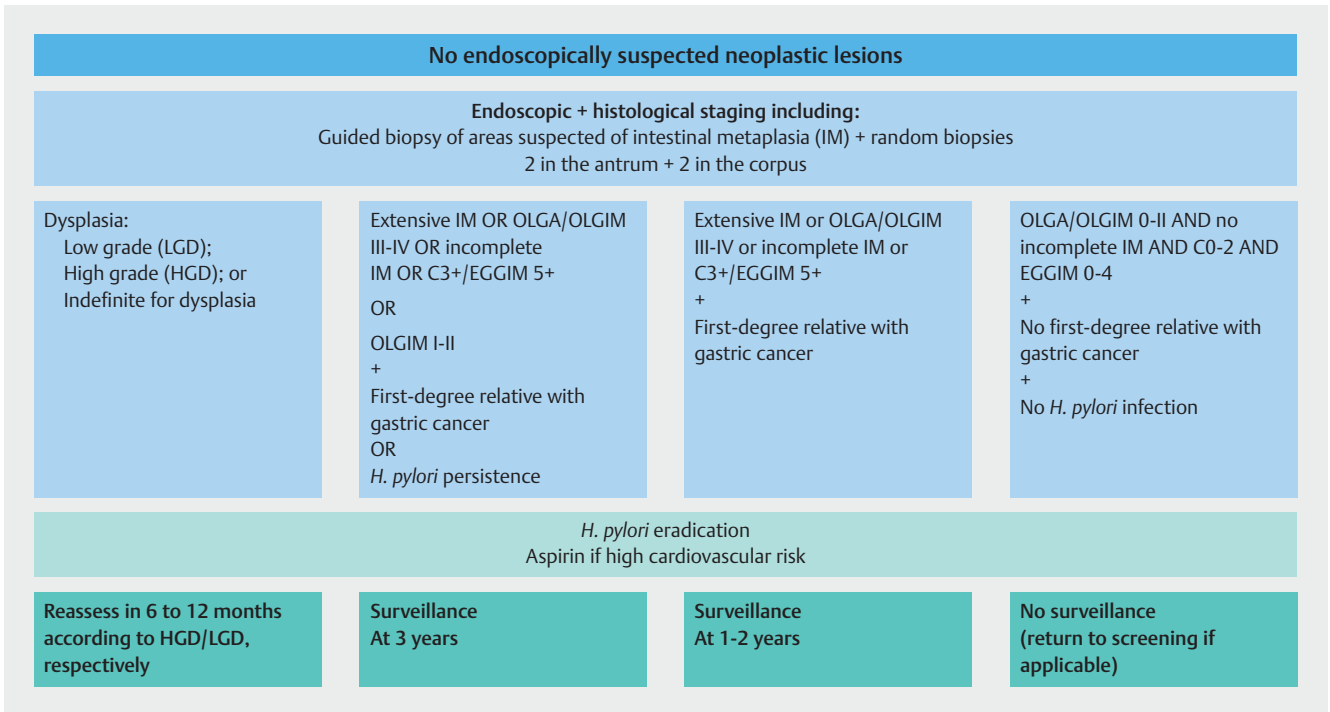 No endoscopically suspected neoplastic lesions
Endoscopic + histological staging including:
Guided biopsy of areas suspected of intestinal metaplasia (IM) + random biopsies
2 in the antrum + 2 in the corpus
Dysplasia:
Low grade (LGD);
High grade (HGD); or
Indefinite for dysplasia
Extensive IM OR OLGA/OLGIM
III-IV OR incomplete
IM OR C3+/EGGIM 5+
OR
OLGIM I-II
+
First-degree relative with
gastric cancer
OR
H. pylori persistence
Extensive IM or OLGA/OLGIM
III-IV or incomplete IM or
C3+/EGGIM 5+
+
First-degree relative with
gastric cancer
OLGA/OLGIM 0-II AND no
incomplete IM AND C0-2 AND
EGGIM 0-4
+
No first-degree relative with
gastric cancer
+
No H. pylori infection
H. pylori eradication
Aspirin if high cardiovascular risk
Reassess in 6 to 12 months
according to HGD/LGD,
respectively
Surveillance
At 3 years
Surveillance
At 1-2 years
No surveillance
(return to screening if
applicable)